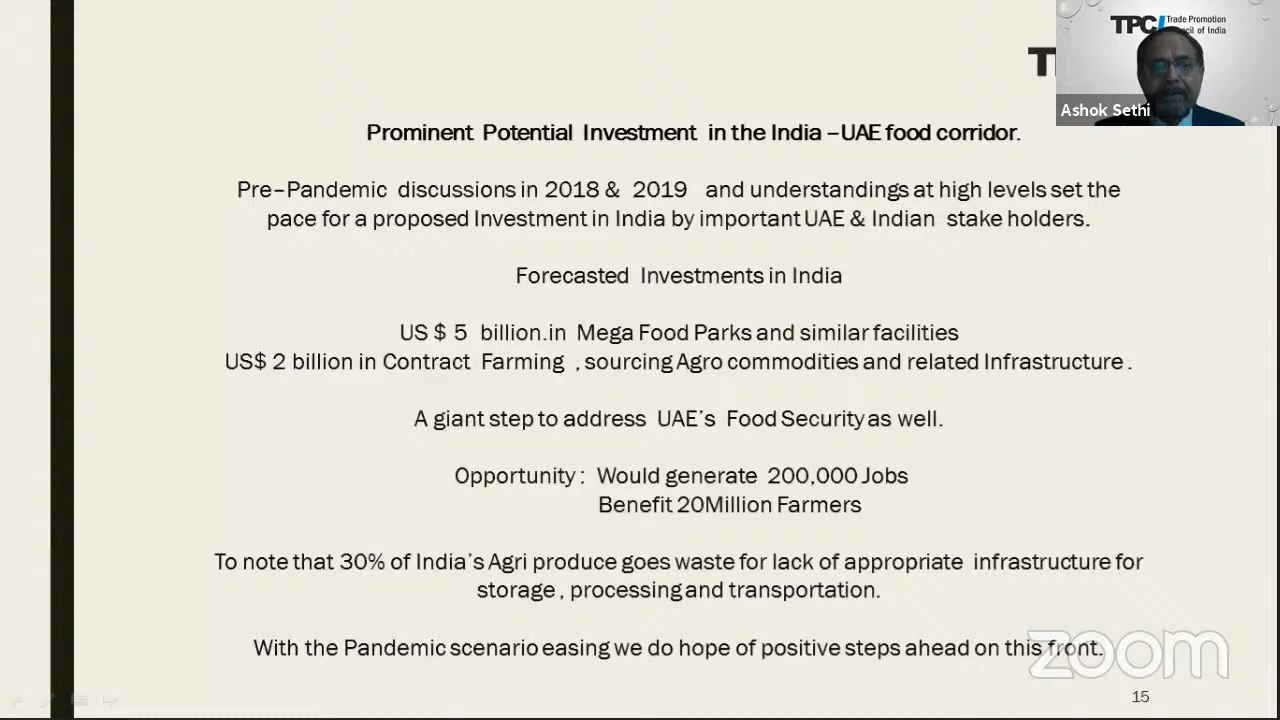 TPCI Trade Promotion
Council of India
Ashok Sethi
Prominent Potential Investment in the India –UAE food corridor.
Pre–Pandemic discussions in 2018 & 2019 and understandings at high levels set the
pace for a proposed Investment in India by important UAE & Indian stake holders.
Forecasted Investments in India
US $ 5 billion.in Mega Food Parks and similar facilities
US$ 2 billion in Contract Farming , sourcing Agro commodities and related Infrastructure .
A giant step to address UAE's Food Security as well.
Opportunity : Would generate 200,000 Jobs
Benefit 20Million Farmers
To note that 30% of India's Agri produce goes waste for lack of appropriate infrastructure for
storage , processing and transportation.
With the Pandemic scenario easing we do hope of positive steps ahead on this front.
zoom
15